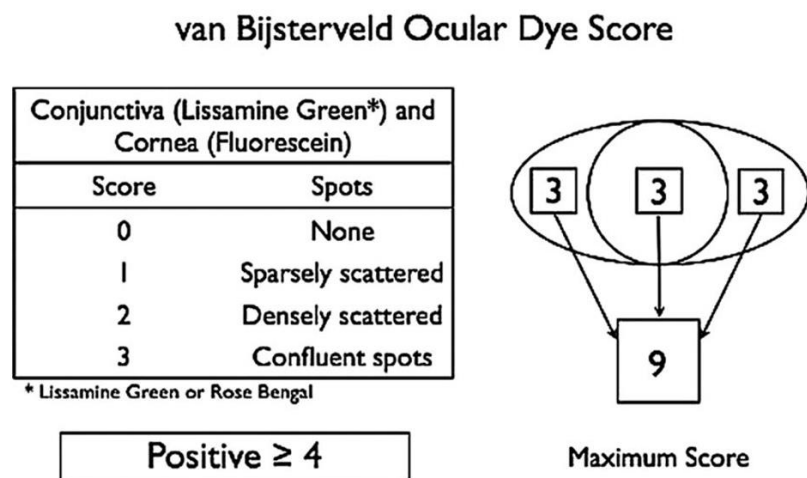 van Bijsterveld Ocular Dye Score
Conjunctiva (Lissamine Green*) and
Cornea (Fluorescein)
Score Spots
0 None
1 Sparsely scattered
2 Densely scattered
3 Confluent spots
* Lissamine Green or Rose Bengal
Positive ≥ 4
3 3 3
9
Maximum Score